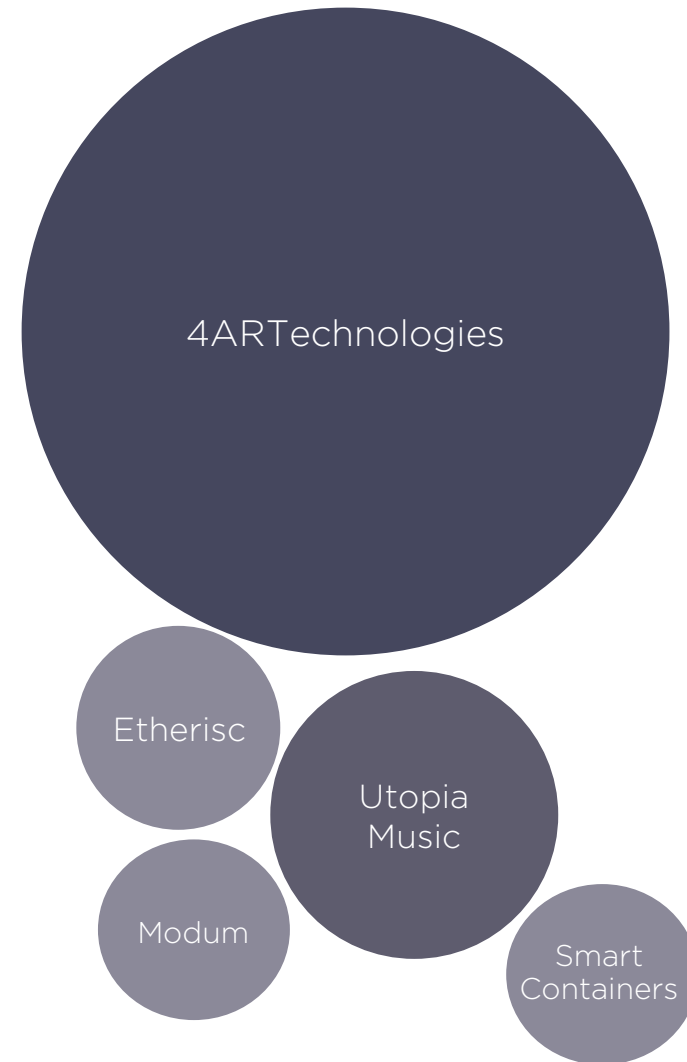 4ARTechnologies
Etherisc
Utopia
Music
Modum
Smart
Containers